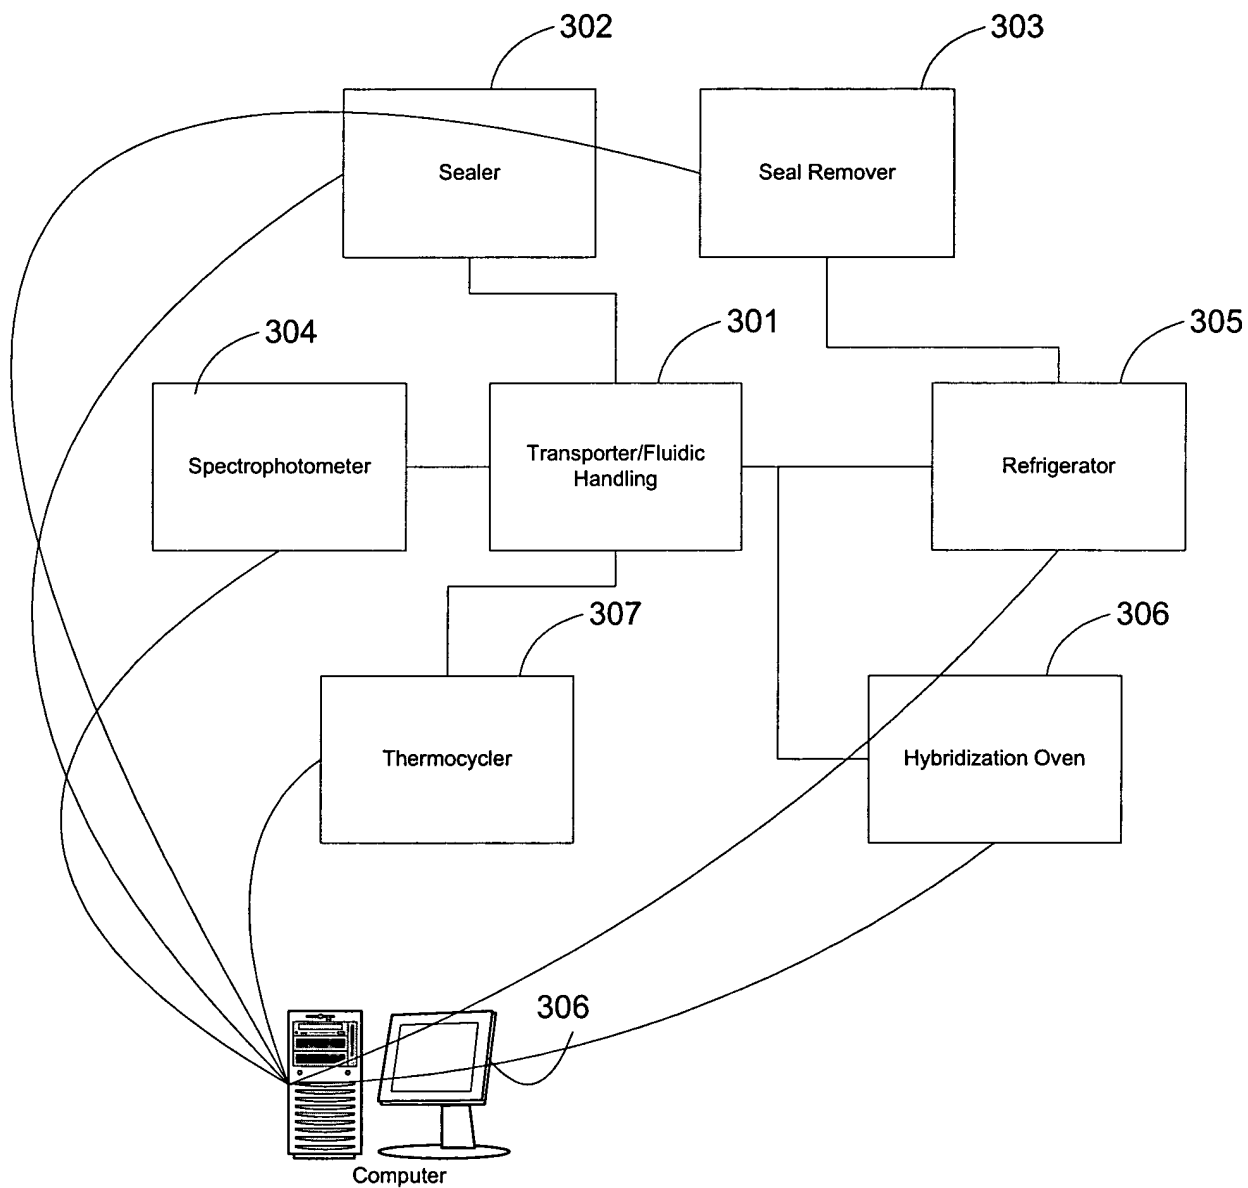 302
303
Sealer
Seal Remover
304
301
305
Spectrophotometer
Transporter/Fluidic
Handling
Refrigerator
307
306
Thermocycler
Hybridization Oven
306
Computer